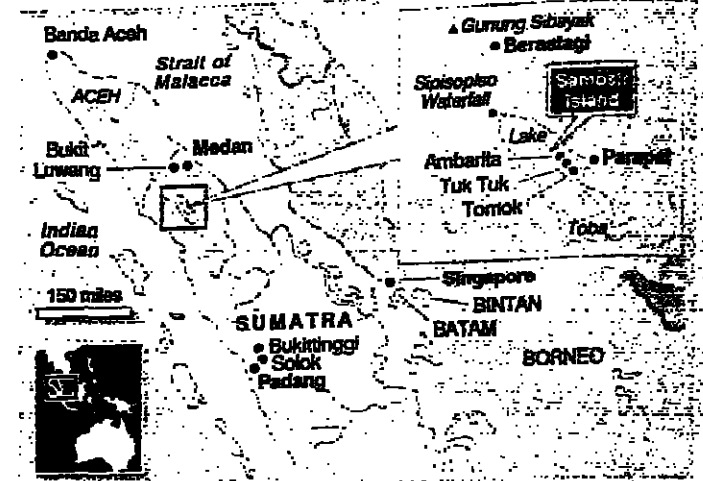 Banda Aceh
Strait of
Malacca
ACEH
Bukit
Luwang
Medan
Indian
Ocean
150 miles
SUMATRA
Bukittinggi
Solok
Padang
Gunung Sibayak
Berastagi
Sipisopiso
Waterfall
Samosir
Island
Lake
Ambarita
Parapat
Tuk Tuk
Tomok
Toba
Singapore
BINTAN
BATAM
BORNEO